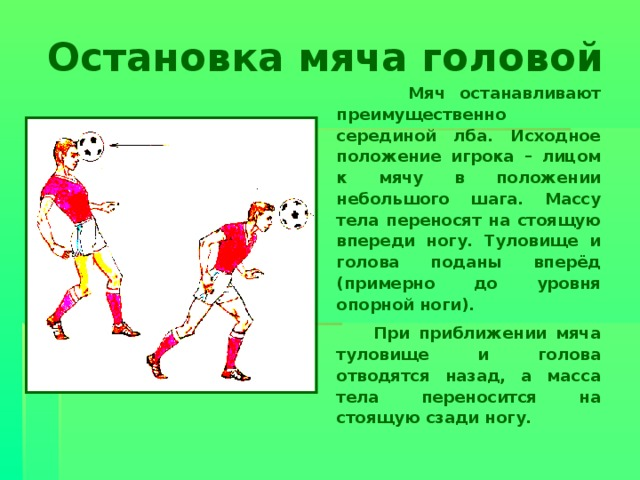 Остановка мяча головой
Мяч останавливают
преимущественно
серединой лба. Исходное
положение игрока – лицом
к мячу в положении
небольшого шага. Массу
тела переносят на стоящую
впереди ногу. Туловище и
голова поданы вперёд
(примерно до уровня
опорной ноги).
При приближении мяча
туловище и голова
отводятся назад, а масса
тела переносится на
стоящую сзади ногу.